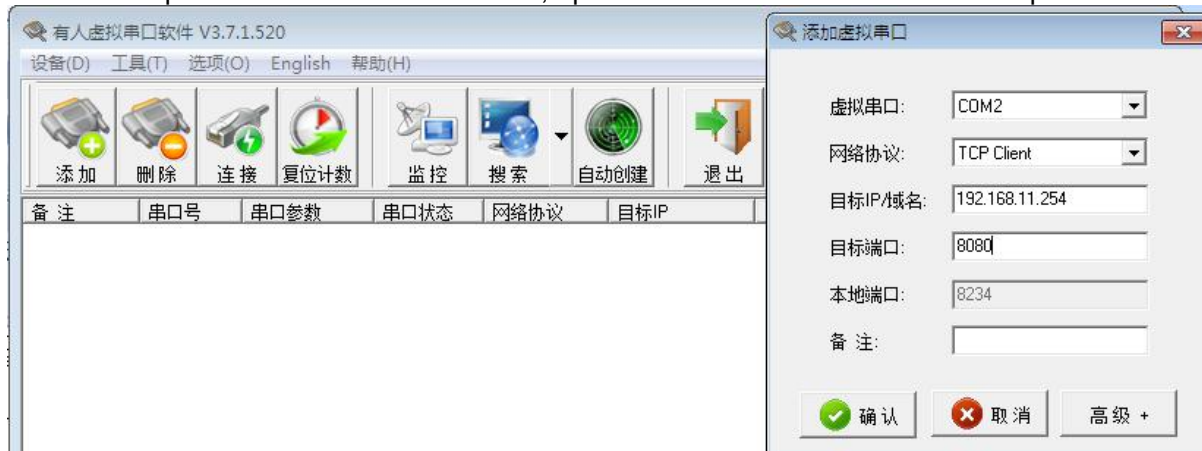 有人虚拟串口软件 V3.7.1.520
设备(D) 工具(T) 选项(O) English 帮助(H)
添加 删除 连接 复位计数 监控 搜索 自动创建 退出
备 注 串口号 串口参数 串口状态 网络协议 目标IP
添加虚拟串口
虚拟串口: COM2
网络协议: TCP Client
目标IP/域名: 192.168.11.254
目标端口: 8080
本地端口: 8234
备 注:
确认 取消 高级 +